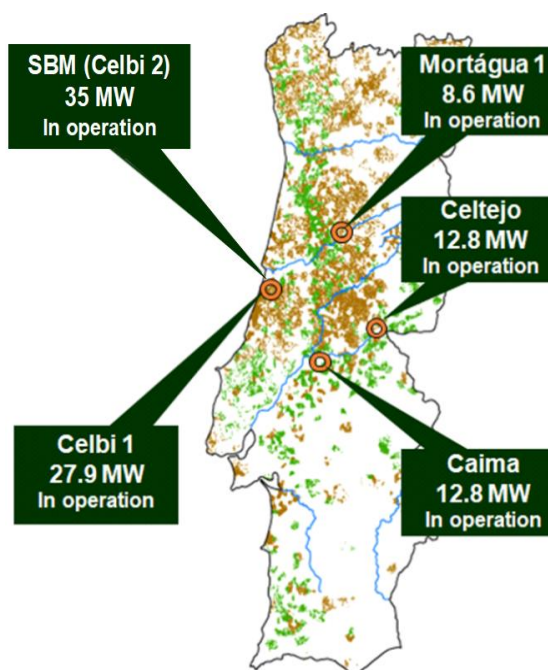 SBM (Celbi 2)
35 MW
In operation
Mortágua 1
8.6 MW
In operation
Celtejo
12.8 MW
In operation
Celbi 1
27.9 MW
In operation
Caima
12.8 MW
In operation